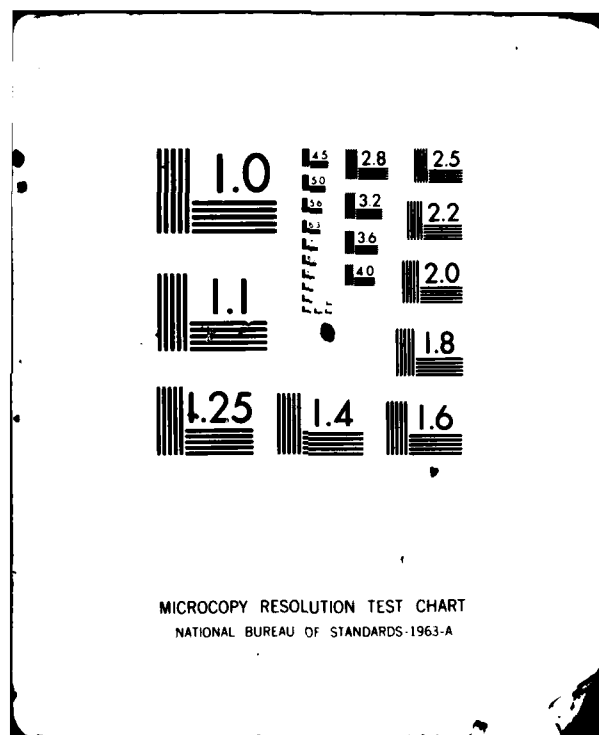 1.0
4.5 2.8 2.5
5.0
5.6 3.2 2.2
6.3
3.6
4.0 2.0
1.1
1.8
1.25 1.4 1.6
MICROCOPY RESOLUTION TEST CHART
NATIONAL BUREAU OF STANDARDS-1963-A